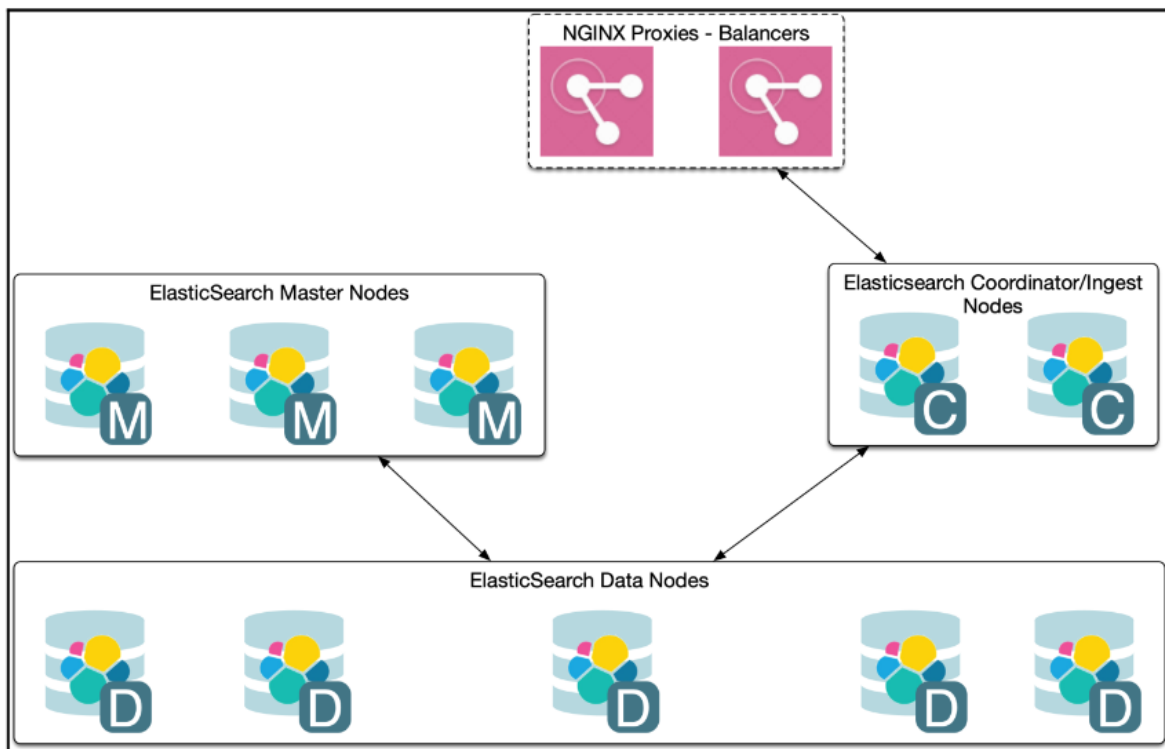 NGINX Proxies - Balancers
ElasticSearch Master Nodes
M M M
Elasticsearch Coordinator/Ingest
Nodes
C C
ElasticSearch Data Nodes
D D D D D